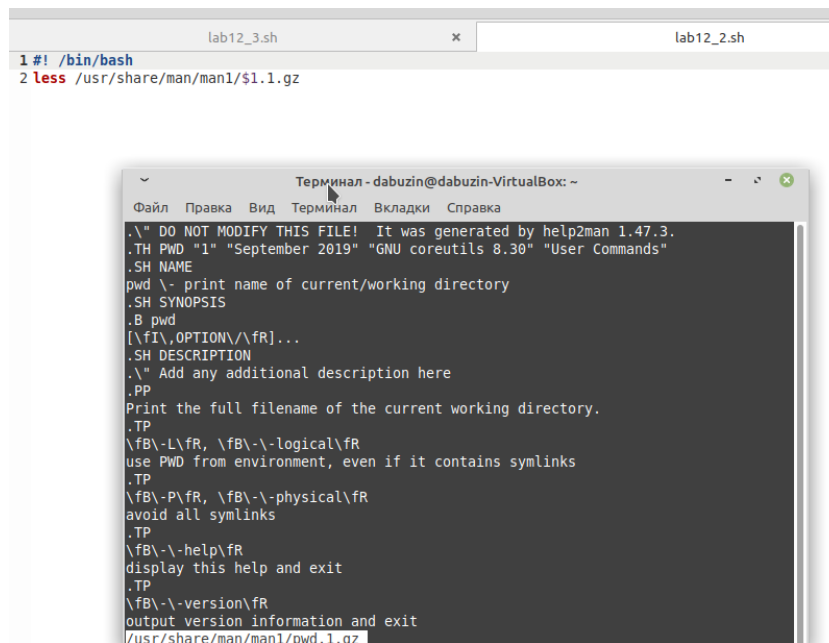 lab12_3.sh × lab12_2.sh
1 #! /bin/bash
2 less /usr/share/man/man1/$1.1.gz
Терминал - dabuzin@dabuzin-VirtualBox: ~
Файл Правка Вид Терминал Вкладки Справка
.\" DO NOT MODIFY THIS FILE!  It was generated by help2man 1.47.3.
.TH PWD "1" "September 2019" "GNU coreutils 8.30" "User Commands"
.SH NAME
pwd \- print name of current/working directory
.SH SYNOPSIS
.B pwd
[\fI\,OPTION\/\fR]...
.SH DESCRIPTION
.\" Add any additional description here
.PP
Print the full filename of the current working directory.
.TP
\fB\-L\fR, \fB\-\-logical\fR
use PWD from environment, even if it contains symlinks
.TP
\fB\-P\fR, \fB\-\-physical\fR
avoid all symlinks
.TP
\fB\-\-help\fR
display this help and exit
.TP
\fB\-\-version\fR
output version information and exit
/usr/share/man/man1/pwd.1.gz